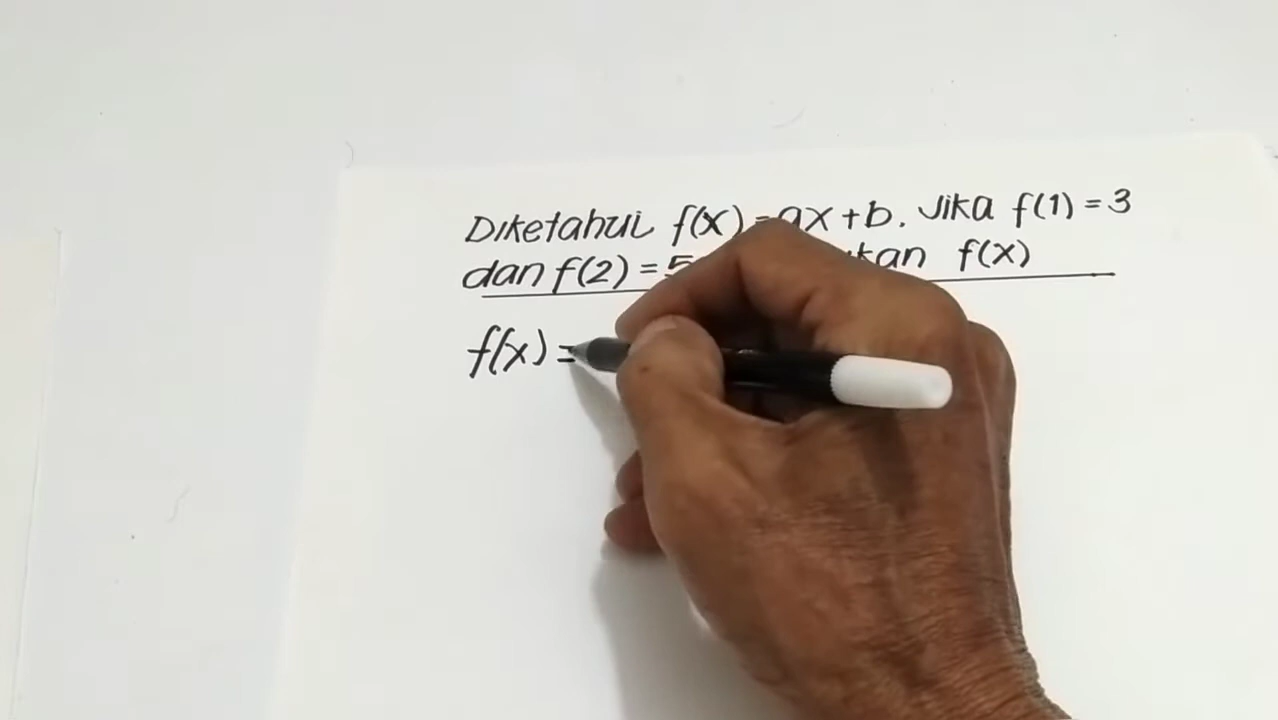 Diketahui f(x)=ax+b. Jika f(1)=3
dan f(2)=5 f(x)
f(x)=